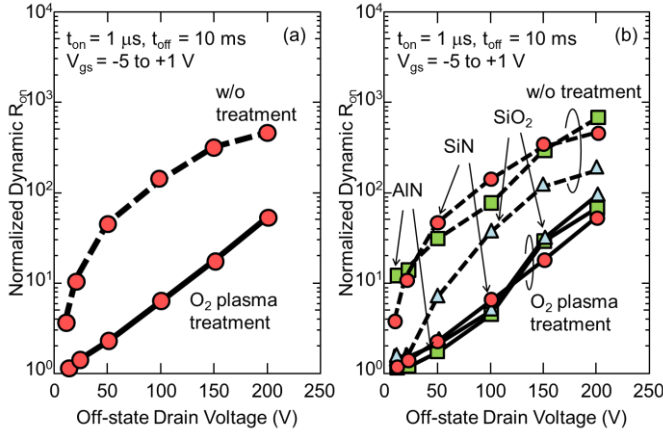 t_on = 1 μs, t_off = 10 ms (a)
V_gs = -5 to +1 V
w/o
treatment
O₂ plasma
treatment
Normalized Dynamic R_on
10⁴
10³
10²
10¹
10⁰
0 50 100 150 200 250
Off-state Drain Voltage (V)
t_on = 1 μs, t_off = 10 ms (b)
V_gs = -5 to +1 V
w/o treatment
SiO₂
SiN
AlN
O₂ plasma
treatment
Normalized Dynamic R_on
10⁴
10³
10²
10¹
10⁰
0 50 100 150 200 250
Off-state Drain Voltage (V)